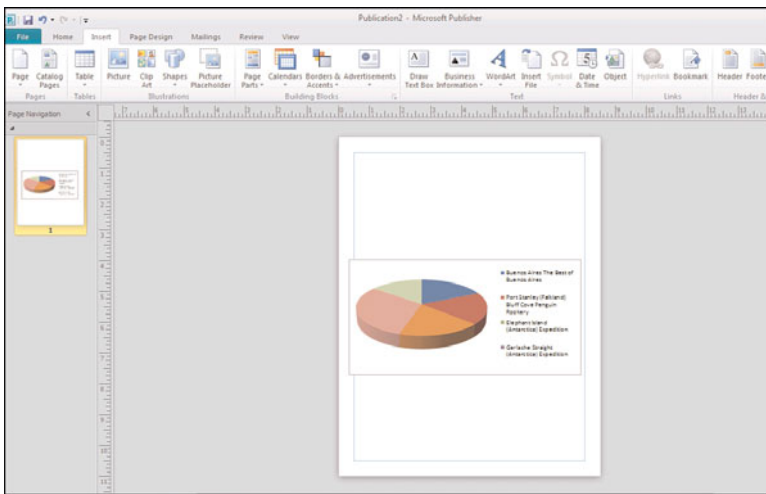 Publication2 - Microsoft Publisher
File Home Insert Page Design Mailings Review View
Page Catalog Pages Table Picture Clip Art Shapes Picture Placeholder Page Parts Calendars Borders & Accents Advertisements Draw Text Box Business Information WordArt Insert File Symbol Date & Time Object Hyperlink Bookmark Header Foote
Pages Tables Illustrations Building Blocks Text Links Header &
Page Navigation
1
Buenos Aires The Best of
Buenos Aires
Port Stanley (Falkland)
Bluff Cove Penguin
Rookery
Elephant Island
(Antarctica) Expedition
Gerlache Straight
(Antarctica) Expedition